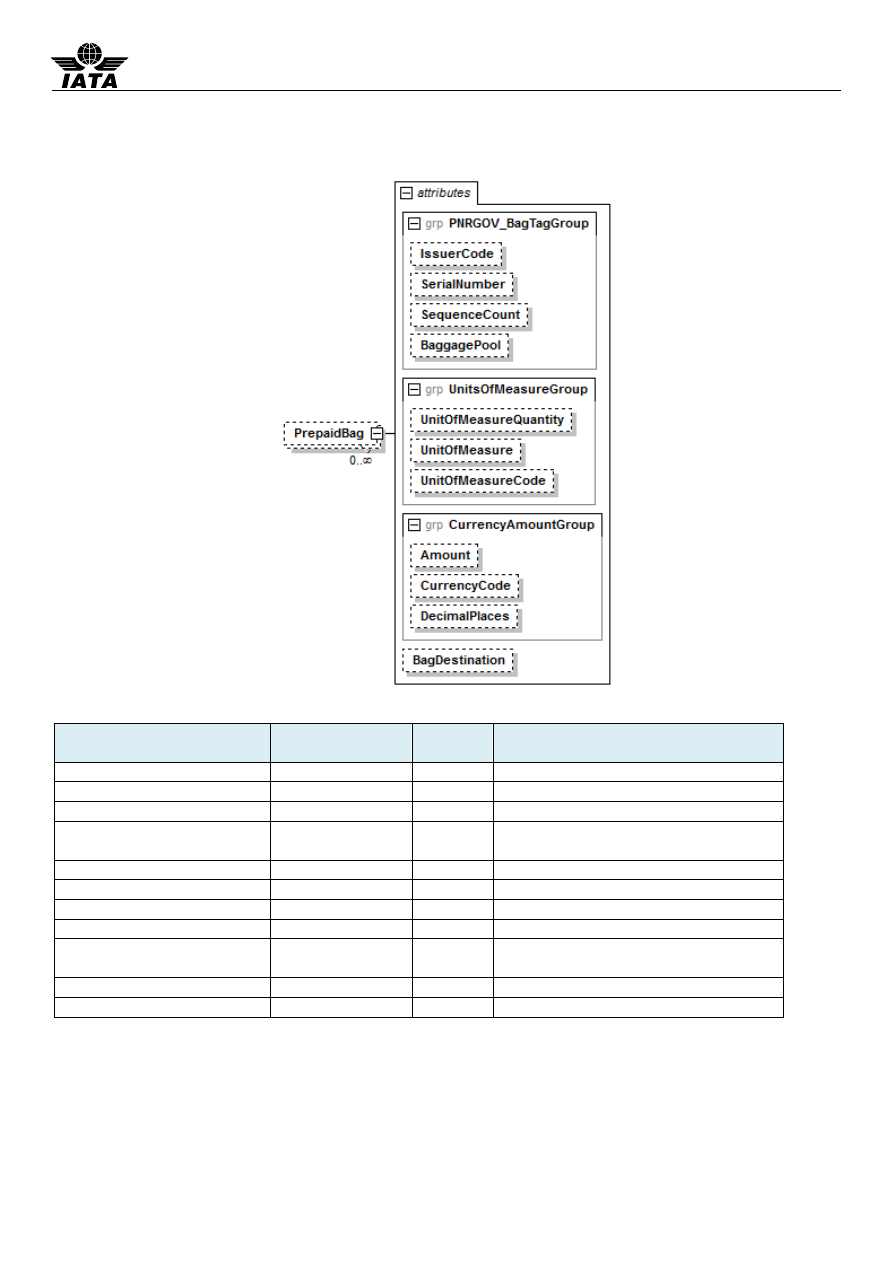 IATA
attributes
grp PNRGOV_BagTagGroup
IssuerCode
SerialNumber
SequenceCount
BaggagePool
grp UnitsOfMeasureGroup
UnitOfMeasureQuantity
PrepaidBag
UnitOfMeasure
0..∞
UnitOfMeasureCode
grp CurrencyAmountGroup
Amount
CurrencyCode
DecimalPlaces
BagDestination